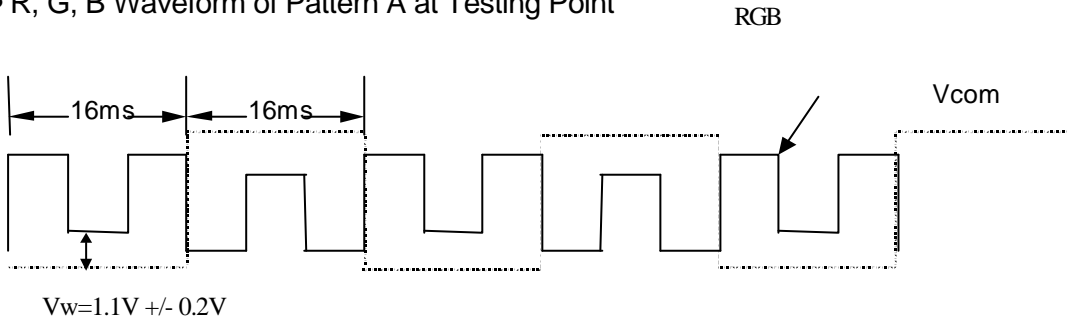 R, G, B Waveform of Pattern A at Testing Point
RGB
16ms
16ms
Vcom
Vw=1.1V +/- 0.2V